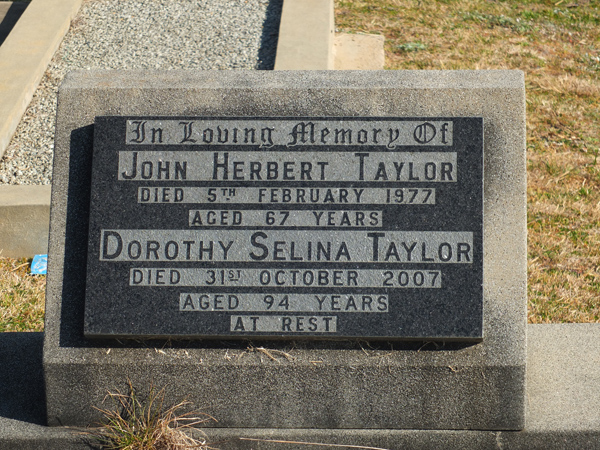 In Loving Memory Of
JOHN HERBERT TAYLOR
DIED 5TH FEBRUARY 1977
AGED 67 YEARS
DOROTHY SELINA TAYLOR
DIED 31ST OCTOBER 2007
AGED 94 YEARS
AT REST